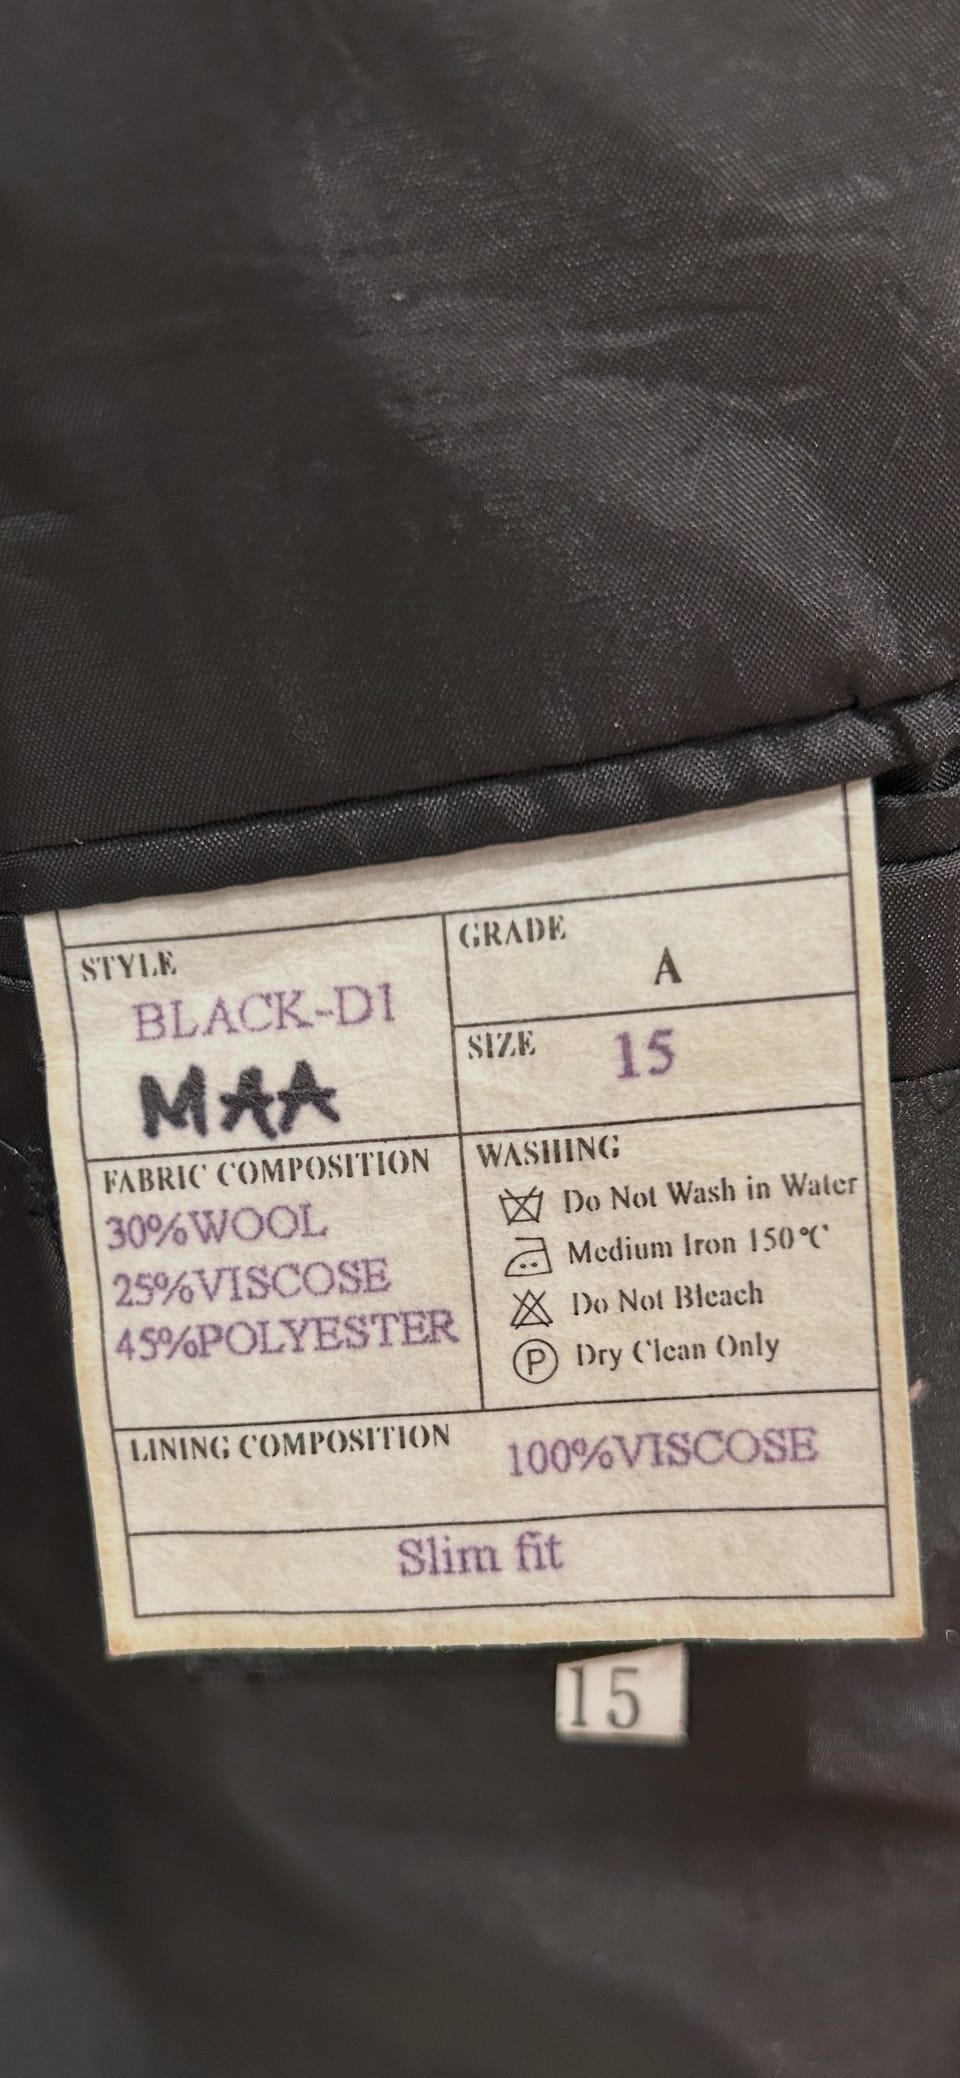 STYLE
BLACK-D1
MAA
GRADE
A
SIZE 15
FABRIC COMPOSITION
30%WOOL
25%VISCOSE
45%POLYESTER
WASHING
Do Not Wash in Water
Medium Iron 150°C
Do Not Bleach
P Dry Clean Only
LINING COMPOSITION 100%VISCOSE
Slim fit
15